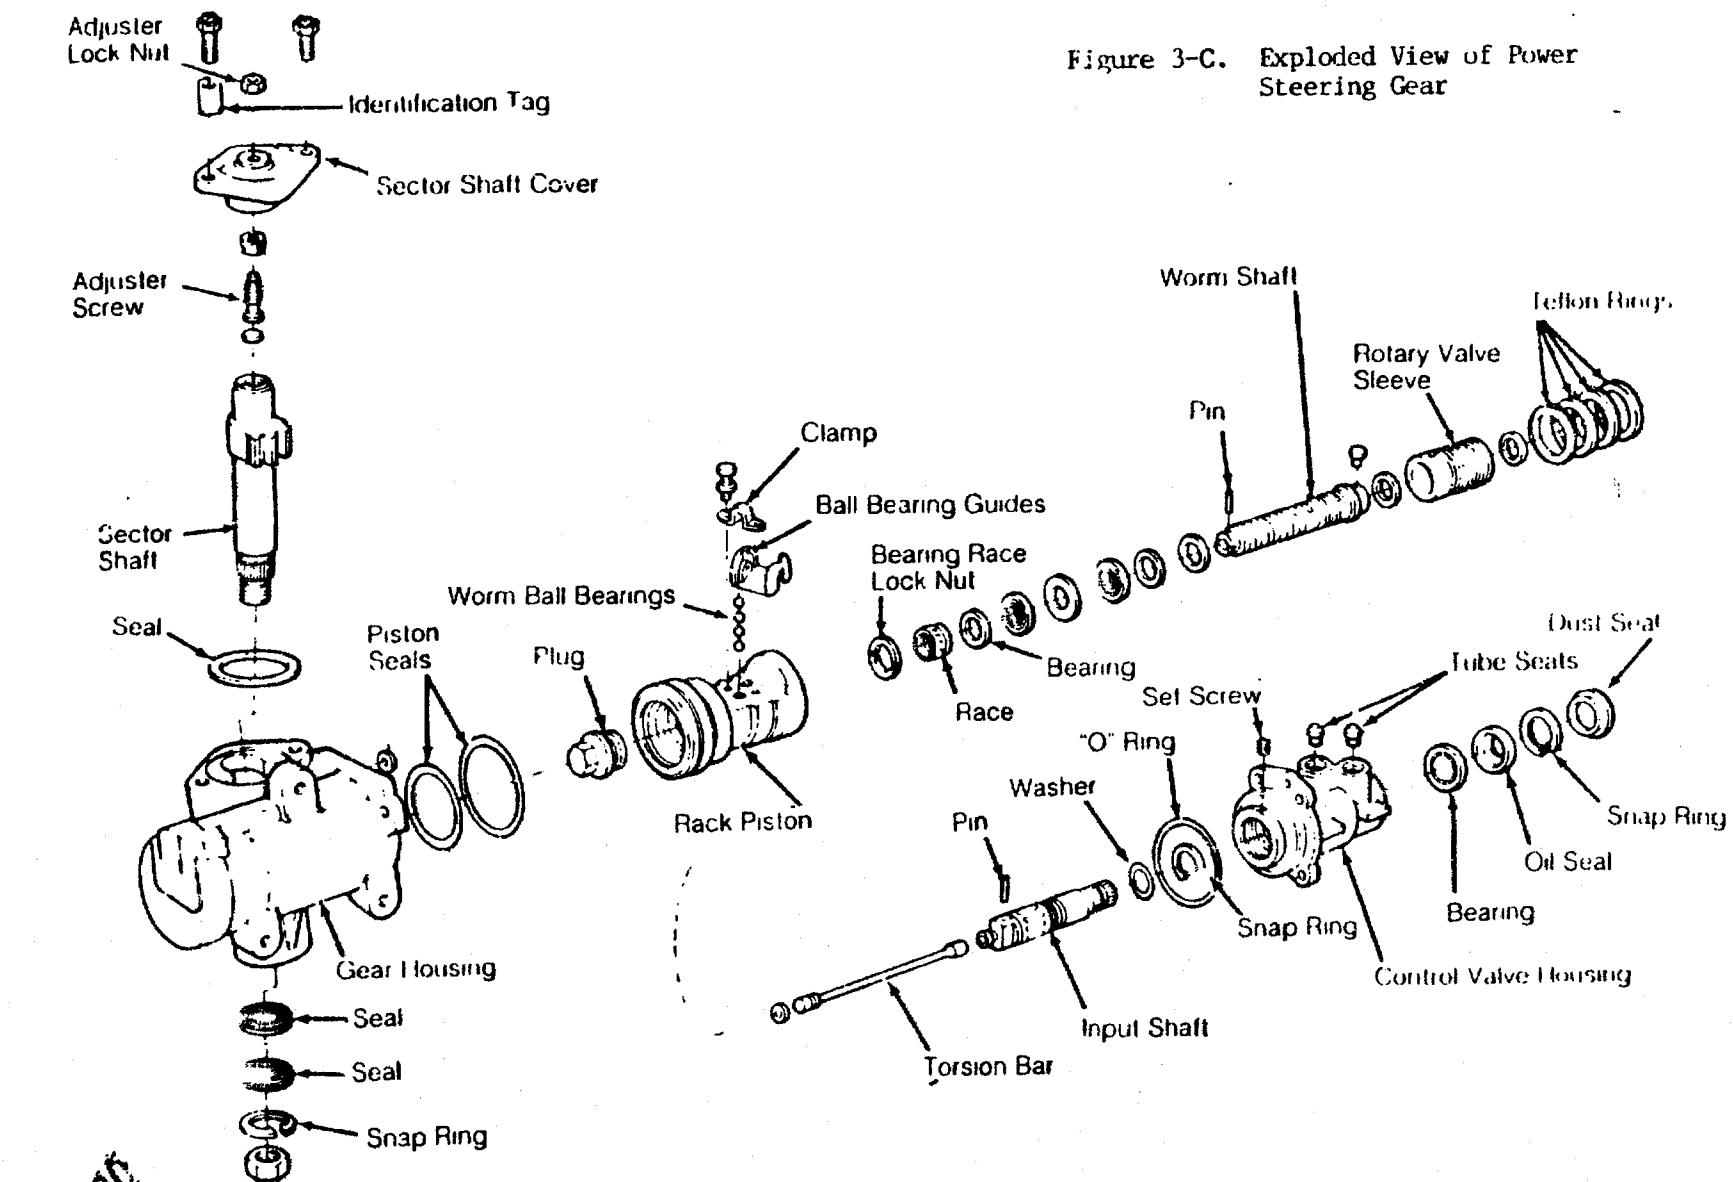 Figure 3-C. Exploded View of Power
Steering Gear
Adjuster
Lock Nut
Identification Tag
Sector Shaft Cover
Adjuster
Screw
Sector
Shaft
Seal
Piston
Seals
Plug
Worm Ball Bearings
Clamp
Ball Bearing Guides
Rack Piston
Gear Housing
Seal
Seal
Snap Ring
Bearing Race
Lock Nut
Race
Bearing
Pin
Worm Shaft
Rotary Valve
Sleeve
Teflon Rings
Dust Seal
Tube Seats
Set Screw
"O" Ring
Washer
Pin
Torsion Bar
Input Shaft
Snap Ring
Control Valve Housing
Bearing
Oil Seal
Snap Ring